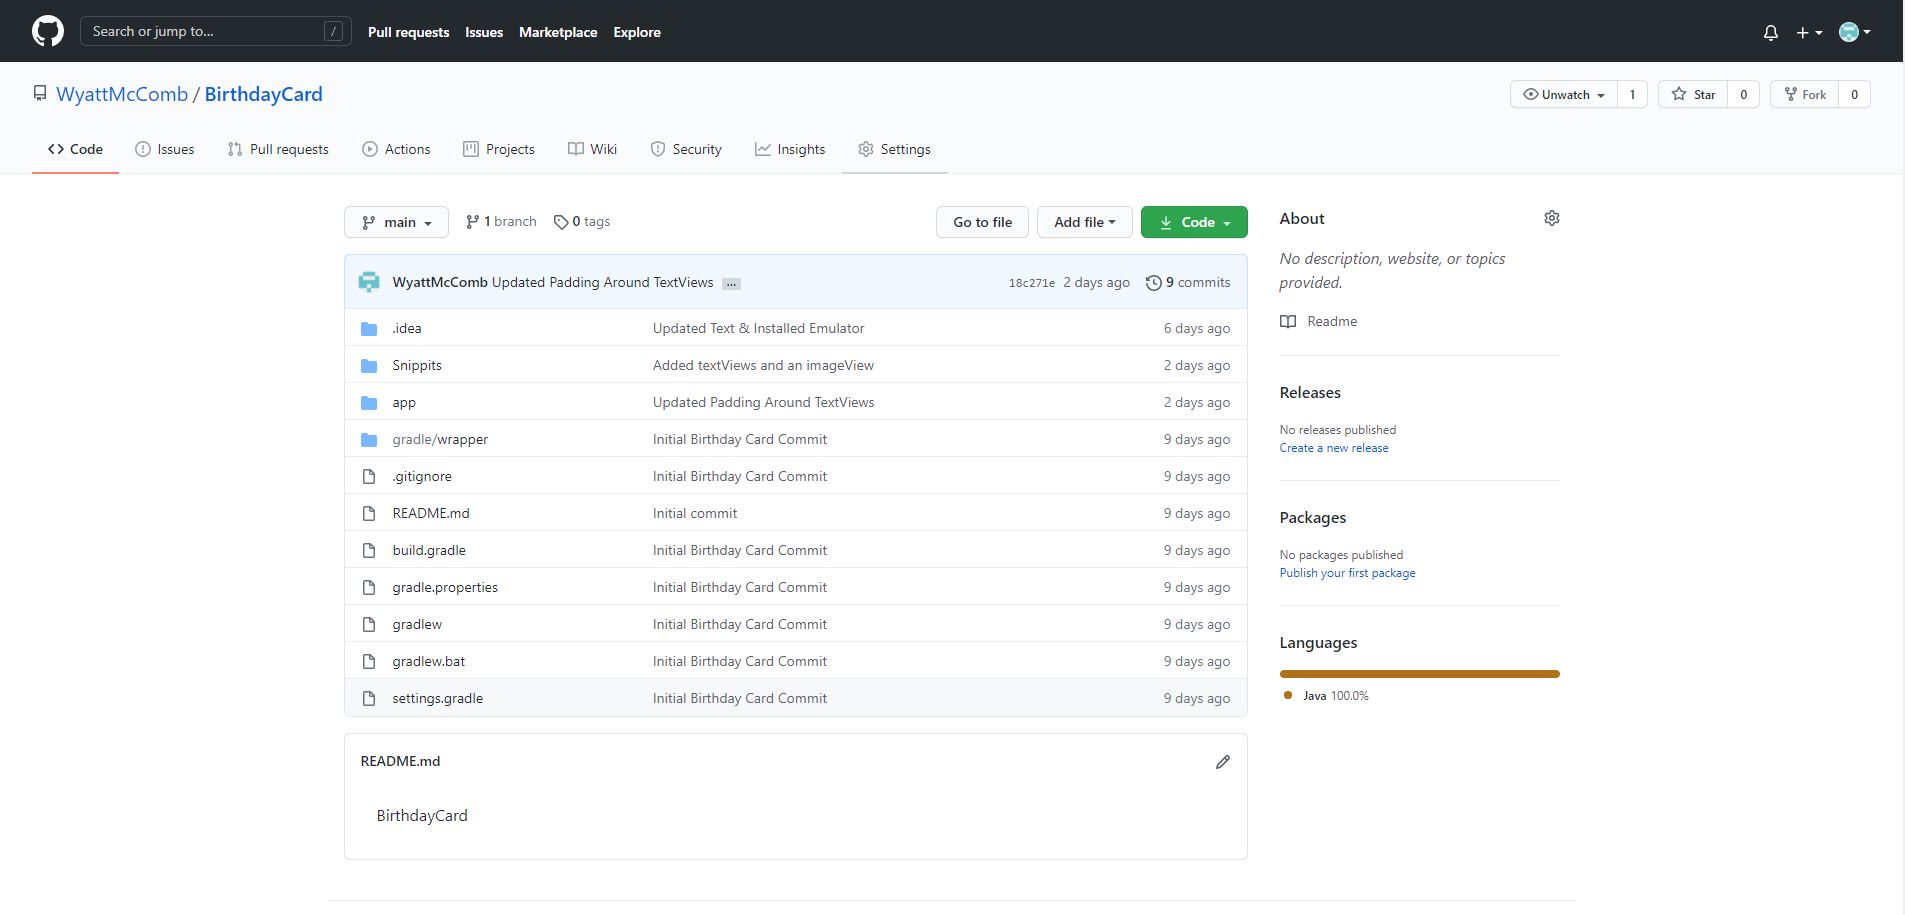 Search or jump to... /
Pull requests Issues Marketplace Explore
WyattMcComb / BirthdayCard
Unwatch 1 Star 0 Fork 0
Code Issues Pull requests Actions Projects Wiki Security Insights Settings
main 1 branch 0 tags Go to file Add file Code
WyattMcComb Updated Padding Around TextViews ... 18c271e 2 days ago 9 commits
.idea Updated Text & Installed Emulator 6 days ago
Snippits Added textViews and an imageView 2 days ago
app Updated Padding Around TextViews 2 days ago
gradle/wrapper Initial Birthday Card Commit 9 days ago
.gitignore Initial Birthday Card Commit 9 days ago
README.md Initial commit 9 days ago
build.gradle Initial Birthday Card Commit 9 days ago
gradle.properties Initial Birthday Card Commit 9 days ago
gradlew Initial Birthday Card Commit 9 days ago
gradlew.bat Initial Birthday Card Commit 9 days ago
settings.gradle Initial Birthday Card Commit 9 days ago
README.md
BirthdayCard
About
No description, website, or topics
provided.
Readme
Releases
No releases published
Create a new release
Packages
No packages published
Publish your first package
Languages
Java 100.0%